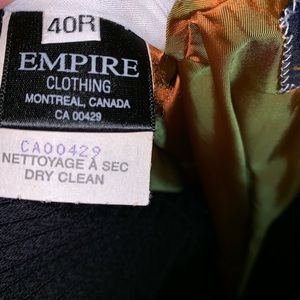 40R
EMPIRE
CLOTHING
MONTREAL, CANADA
CA 00429
CA00429
NETTOYAGE À SEC
DRY CLEAN